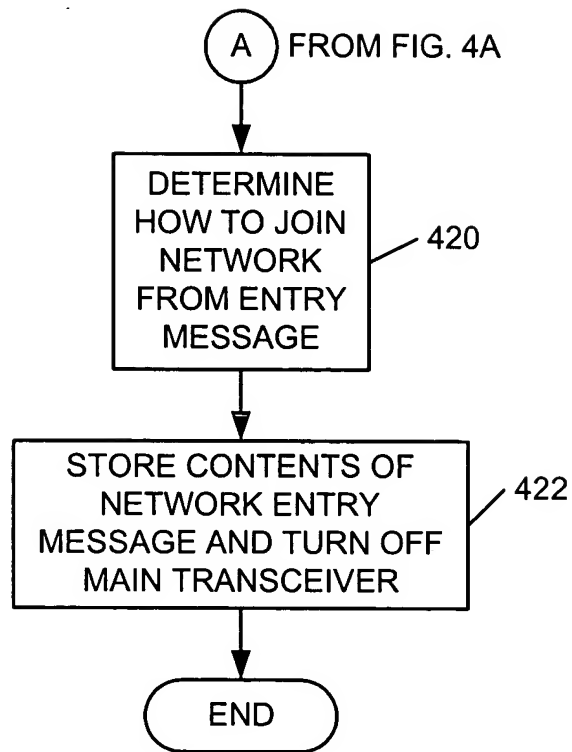 A FROM FIG. 4A
DETERMINE
HOW TO JOIN
NETWORK
FROM ENTRY
MESSAGE
420
STORE CONTENTS OF
NETWORK ENTRY
MESSAGE AND TURN OFF
MAIN TRANSCEIVER
422
END